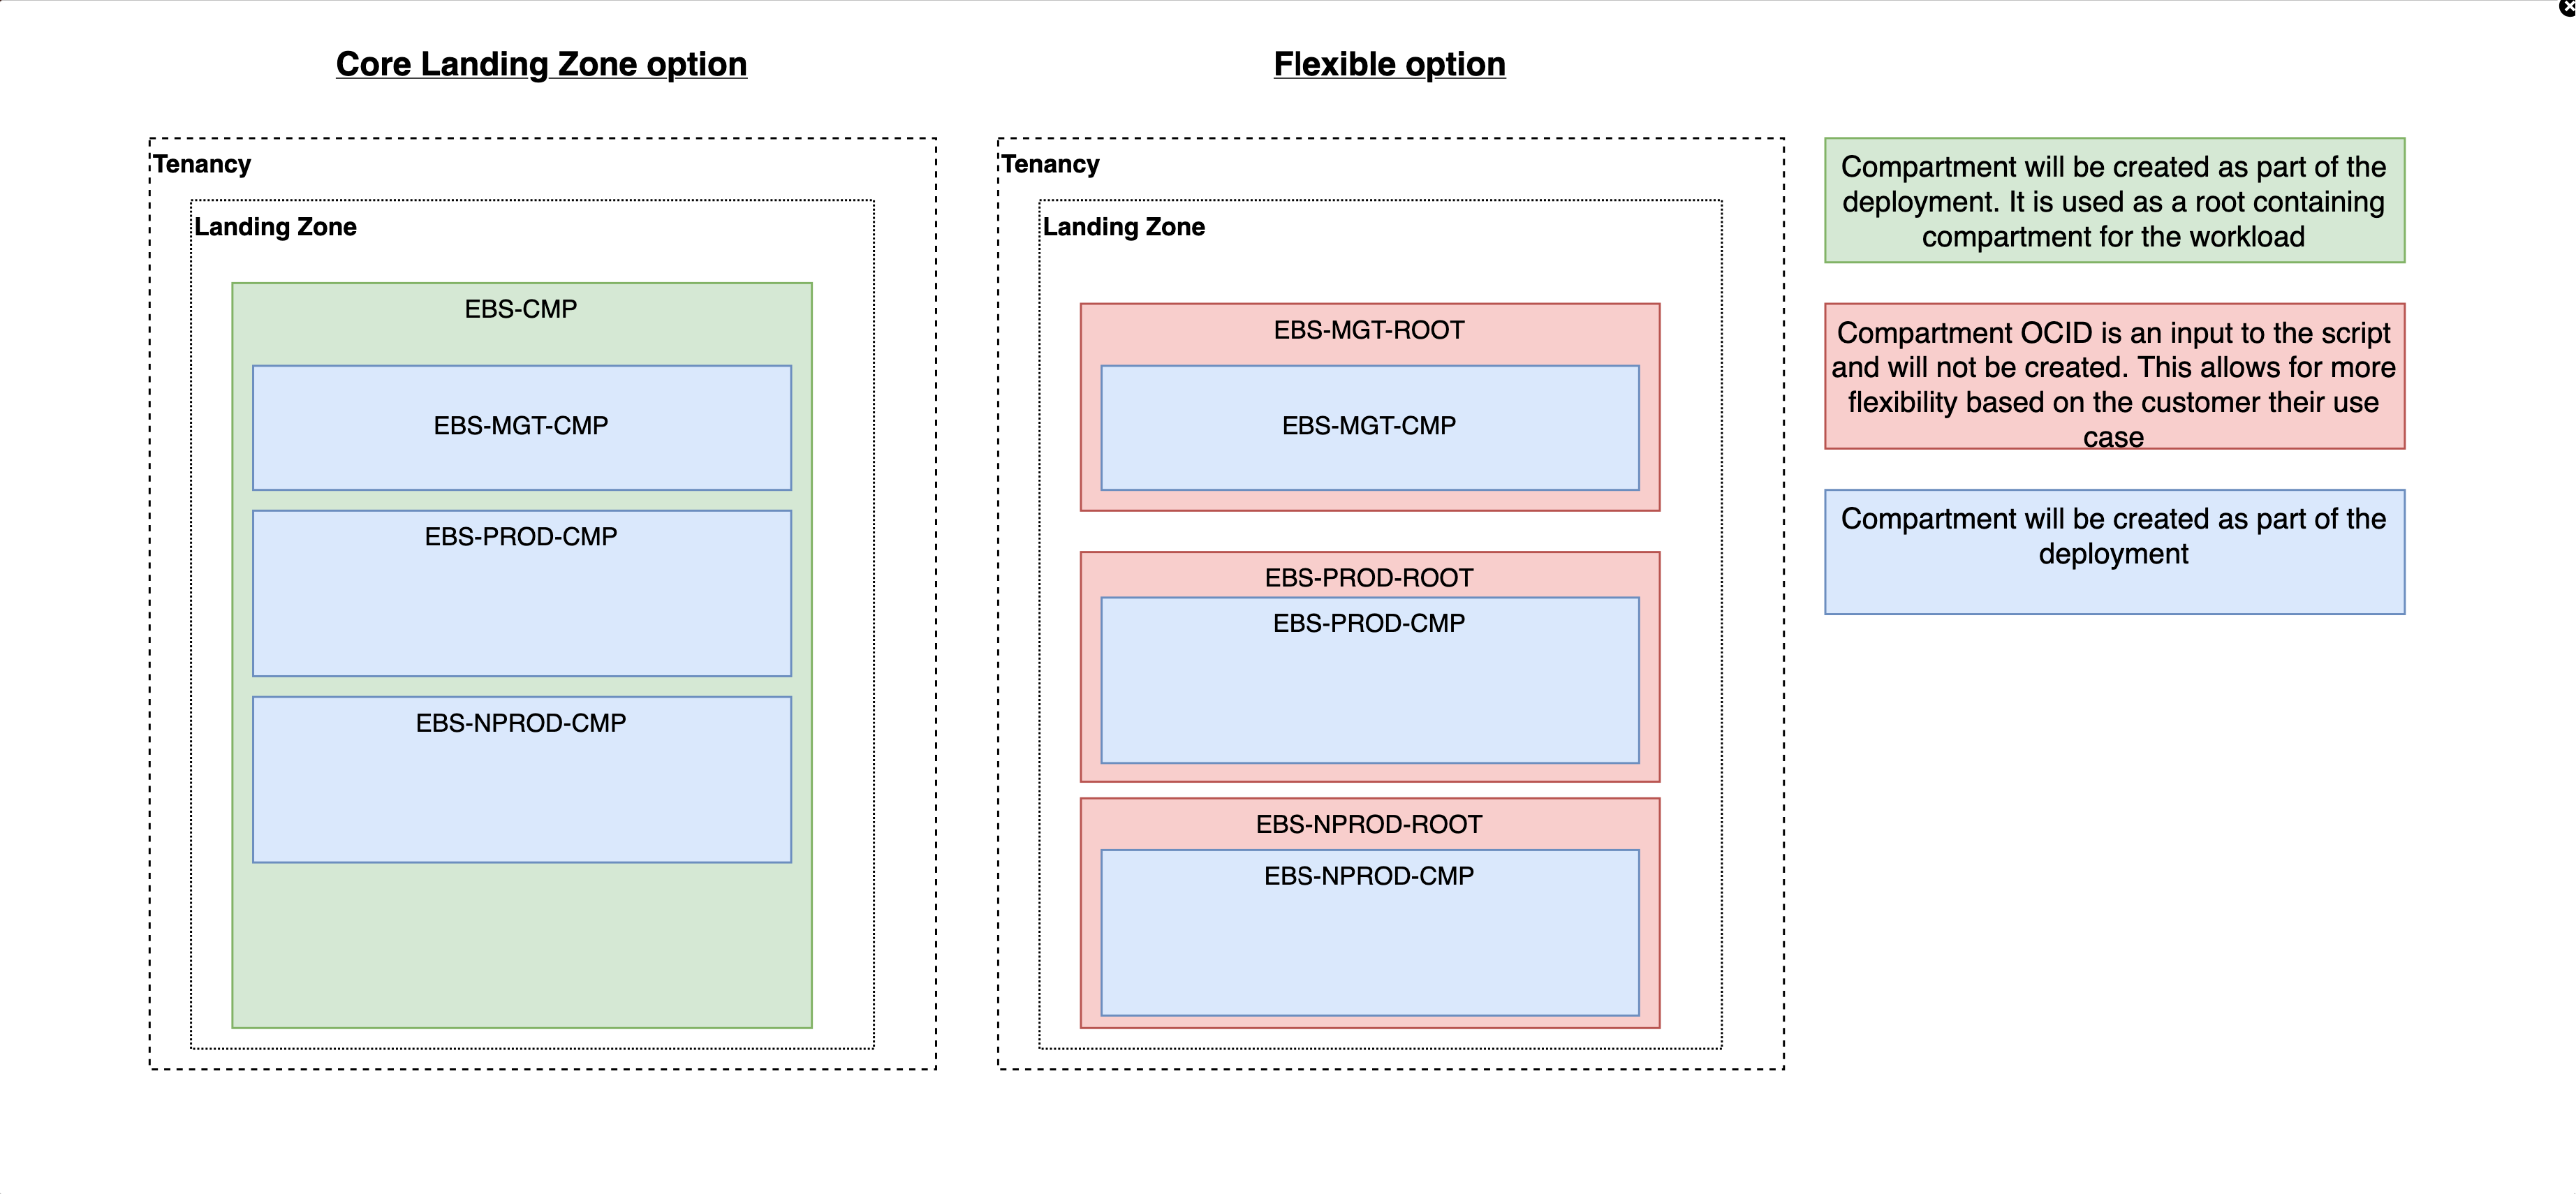 Core Landing Zone option
Flexible option
Tenancy
Landing Zone
EBS-CMP
EBS-MGT-CMP
EBS-PROD-CMP
EBS-NPROD-CMP
Tenancy
Landing Zone
EBS-MGT-ROOT
EBS-MGT-CMP
EBS-PROD-ROOT
EBS-PROD-CMP
EBS-NPROD-ROOT
EBS-NPROD-CMP
Compartment will be created as part of the
deployment. It is used as a root containing
compartment for the workload
Compartment OCID is an input to the script
and will not be created. This allows for more
flexibility based on the customer their use
case
Compartment will be created as part of the
deployment